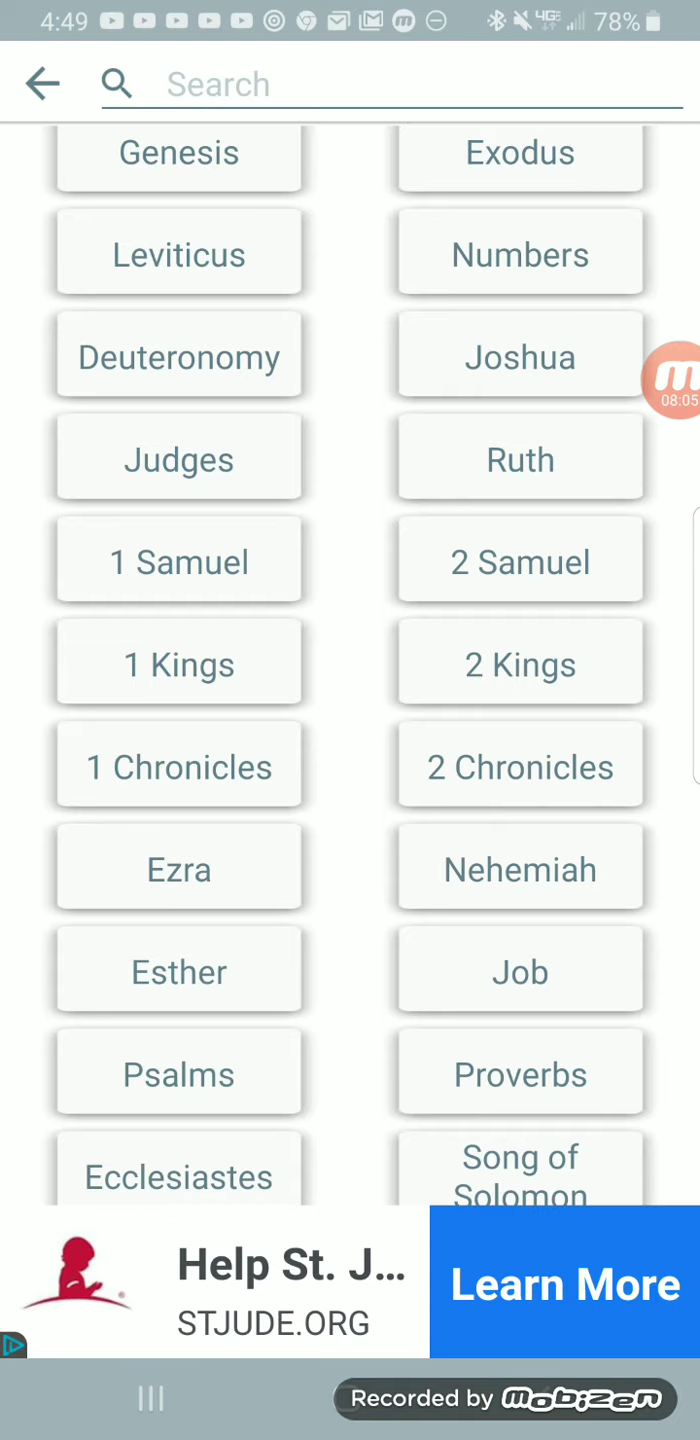 4:49 78%
Search
Genesis Exodus
Leviticus Numbers
Deuteronomy Joshua
08:05
Judges Ruth
1 Samuel 2 Samuel
1 Kings 2 Kings
1 Chronicles 2 Chronicles
Ezra Nehemiah
Esther Job
Psalms Proverbs
Ecclesiastes Song of
Solomon
Help St. J...
Learn More
STJUDE.ORG
Recorded by mobizen